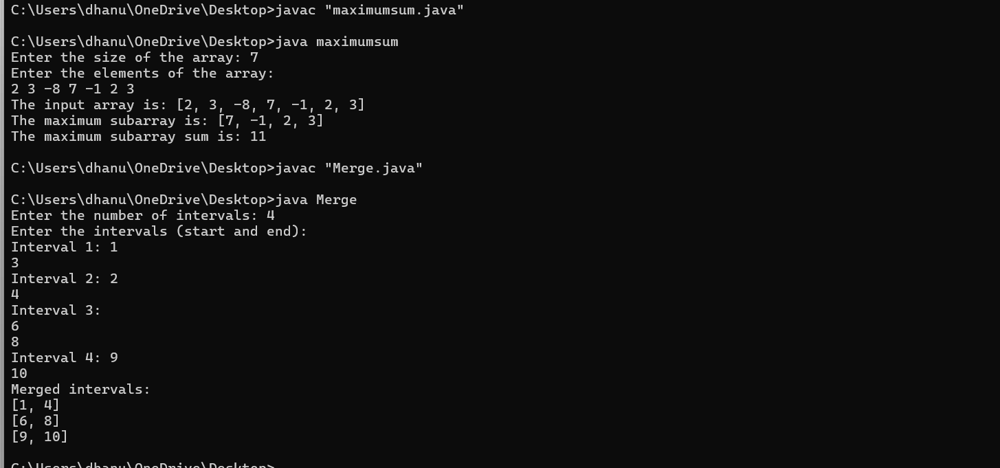 C:\Users\dhanu\OneDrive\Desktop>javac "maximumsum.java"
C:\Users\dhanu\OneDrive\Desktop>java maximumsum
Enter the size of the array: 7
Enter the elements of the array:
2 3 -8 7 -1 2 3
The input array is: [2, 3, -8, 7, -1, 2, 3]
The maximum subarray is: [7, -1, 2, 3]
The maximum subarray sum is: 11
C:\Users\dhanu\OneDrive\Desktop>javac "Merge.java"
C:\Users\dhanu\OneDrive\Desktop>java Merge
Enter the number of intervals: 4
Enter the intervals (start and end):
Interval 1: 1
3
Interval 2: 2
4
Interval 3:
6
8
Interval 4: 9
10
Merged intervals:
[1, 4]
[6, 8]
[9, 10]
C:\Users\dhanu\OneDrive\Desktop>